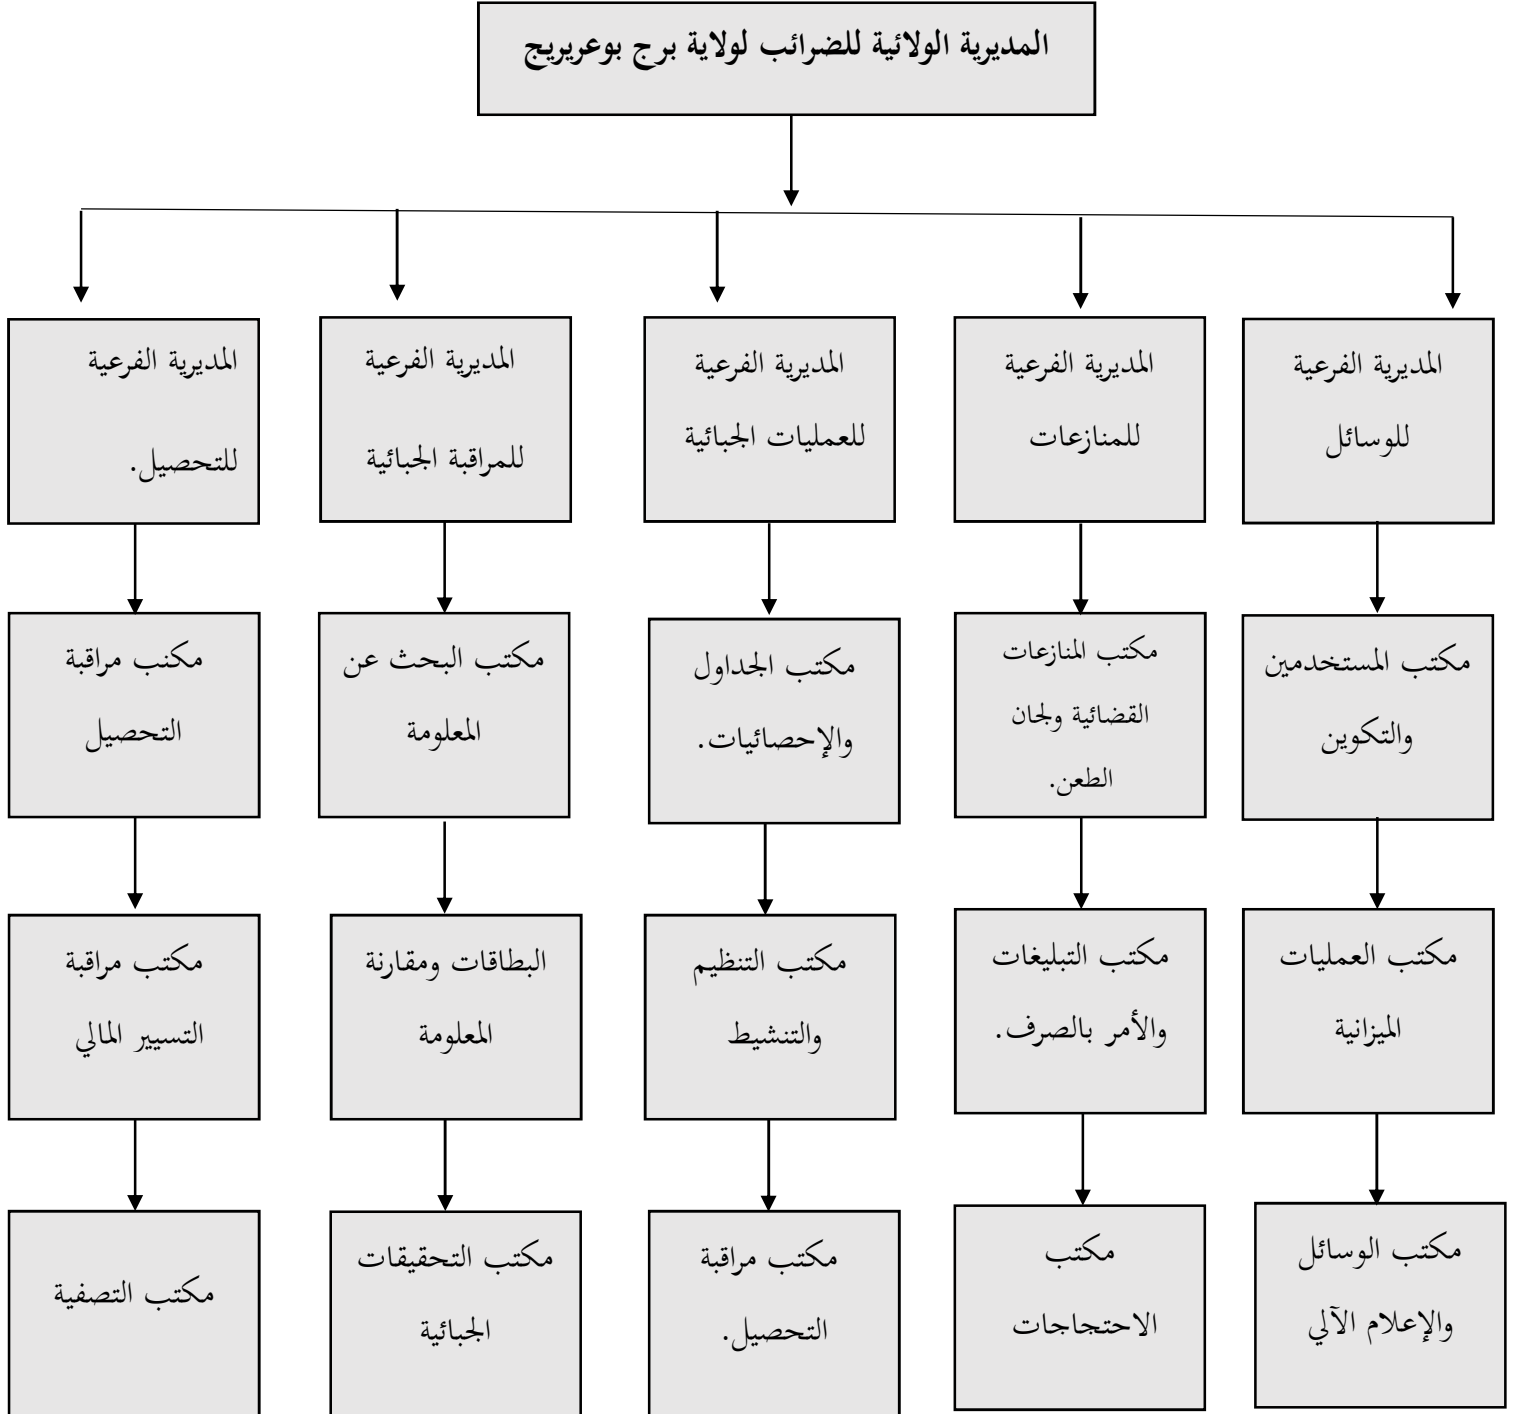 المديرية الولائية للضرائب لولاية برج بوعريريج
المديرية الفرعية
للوسائل
المديرية الفرعية
للمنازعات
المديرية الفرعية
للعمليات الجبائية
المديرية الفرعية
للمراقبة الجبائية
المديرية الفرعية
للتحصيل.
مكتب المستخدمين
والتكوين
مكتب المنازعات
القضائية ولجان
الطعن.
مكتب الجداول
والإحصائيات.
مكتب البحث عن
المعلومة
مكنب مراقبة
التحصيل
مكتب العمليات
الميزانية
مكتب التبليغات
والأمر بالصرف.
مكتب التنظيم
والتنشيط
البطاقات ومقارنة
المعلومة
مكتب مراقبة
التسيير المالي
مكتب الوسائل
والإعلام الآلي
مكتب
الاحتجاجات
مكتب مراقبة
التحصيل.
مكتب التحقيقات
الجبائية
مكتب التصفية